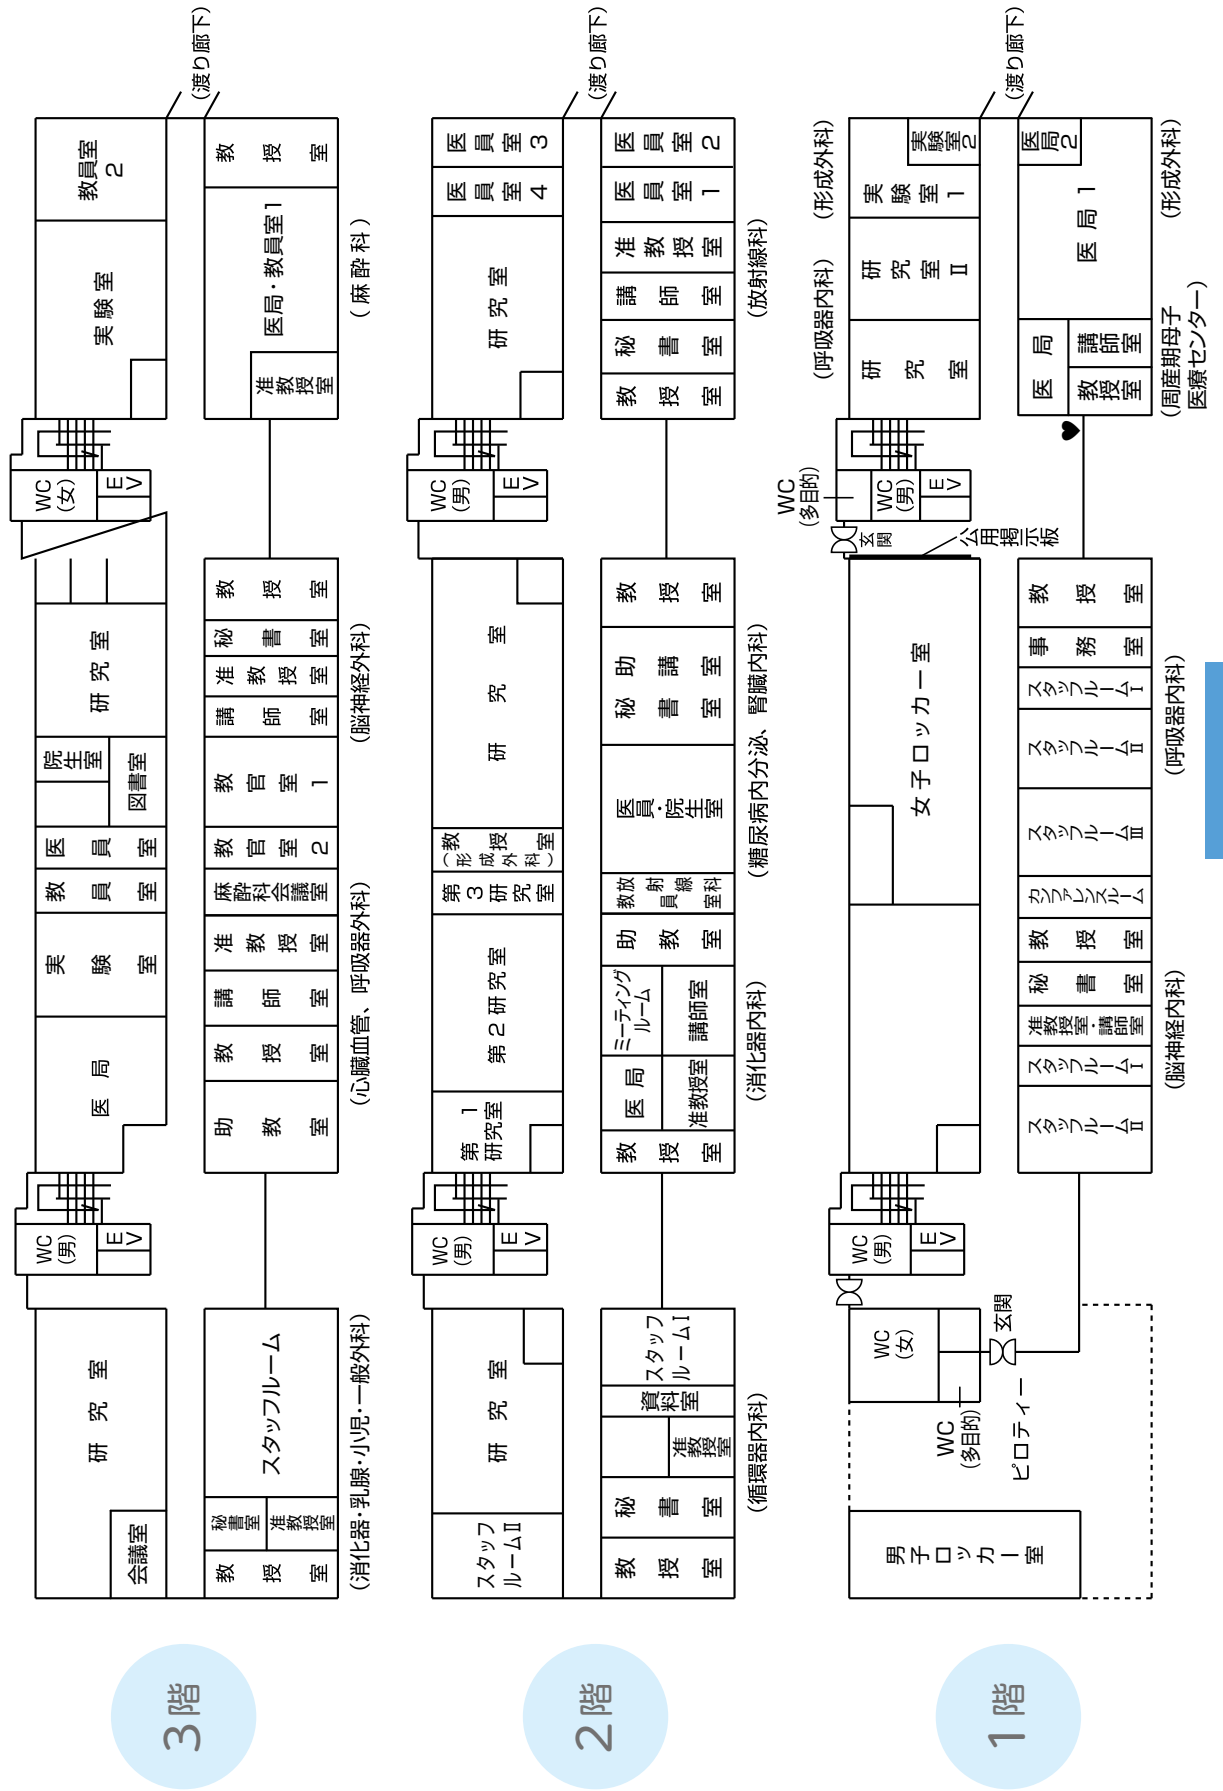 3階
研究室
会議室
教授室
秘書室
准教授室
スタッフルーム
(消化器・乳腺・小児・一般外科)
WC
(男)
EV
医局
実験室
教員室
医員室
院生室
図書室
研究室
助教室
教授室
講師室
准教授室
麻酔科会議室
教官室2
教官室1
講師室
准教授室
秘書室
教授室
(心臓血管、呼吸器外科)
(脳神経外科)
WC
(女)
EV
実験室
教員室
2
准教授室
医局・教員室1
教授室
(麻酔科)
(渡り廊下)
2階
スタッフ
ルームⅡ
研究室
教授室
秘書室
准教授室
資料室
スタッフ
ルームⅠ
(循環器内科)
WC
(男)
EV
第1
研究室
第2研究室
第3研究室
教授室
(形成外科)
研究室
教授室
医局
准教授室
ミーティング
ルーム
講師室
助教室
放射線科
教員室
医員・院生室
助講室
秘書室
教授室
(消化器内科)
(糖尿病内分泌、腎臓内科)
WC
(男)
EV
研究室
医員室4
医員室3
教授室
秘書室
講師室
准教授室
医員室1
医員室2
(放射線科)
(渡り廊下)
1階
男子ロッカー室
WC
(女)
WC
(多目的)
ピロティー
玄関
WC
(男)
EV
女子ロッカー室
スタッフルームⅡ
スタッフルームⅠ
准教授室・講師室
秘書室
教授室
カンファレンスルーム
スタッフルームⅢ
スタッフルームⅡ
スタッフルームⅠ
事務室
教授室
(脳神経内科)
(呼吸器内科)
玄関
公用掲示板
WC
(多目的)
WC
(男)
EV
研究室
研究室Ⅱ
実験室1
実験室2
(呼吸器内科)
(形成外科)
医局
教授室
講師室
医局1
医局2
(周産期母子
医療センター)
(形成外科)
(渡り廊下)